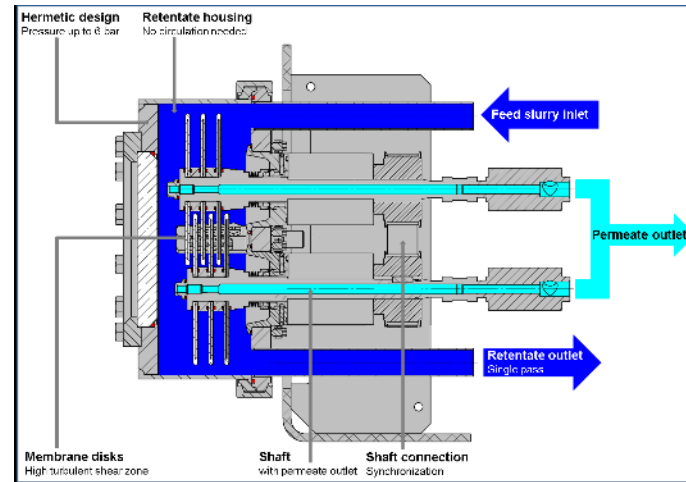 Hermetic design
Pressure up to 6 bar
Retentate housing
No circulation needed
Feed slurry inlet
Permeate outlet
Retentate outlet
Single pass
Membrane disks
High turbulent shear zone
Shaft
with permeate outlet
Shaft connection
Synchronization